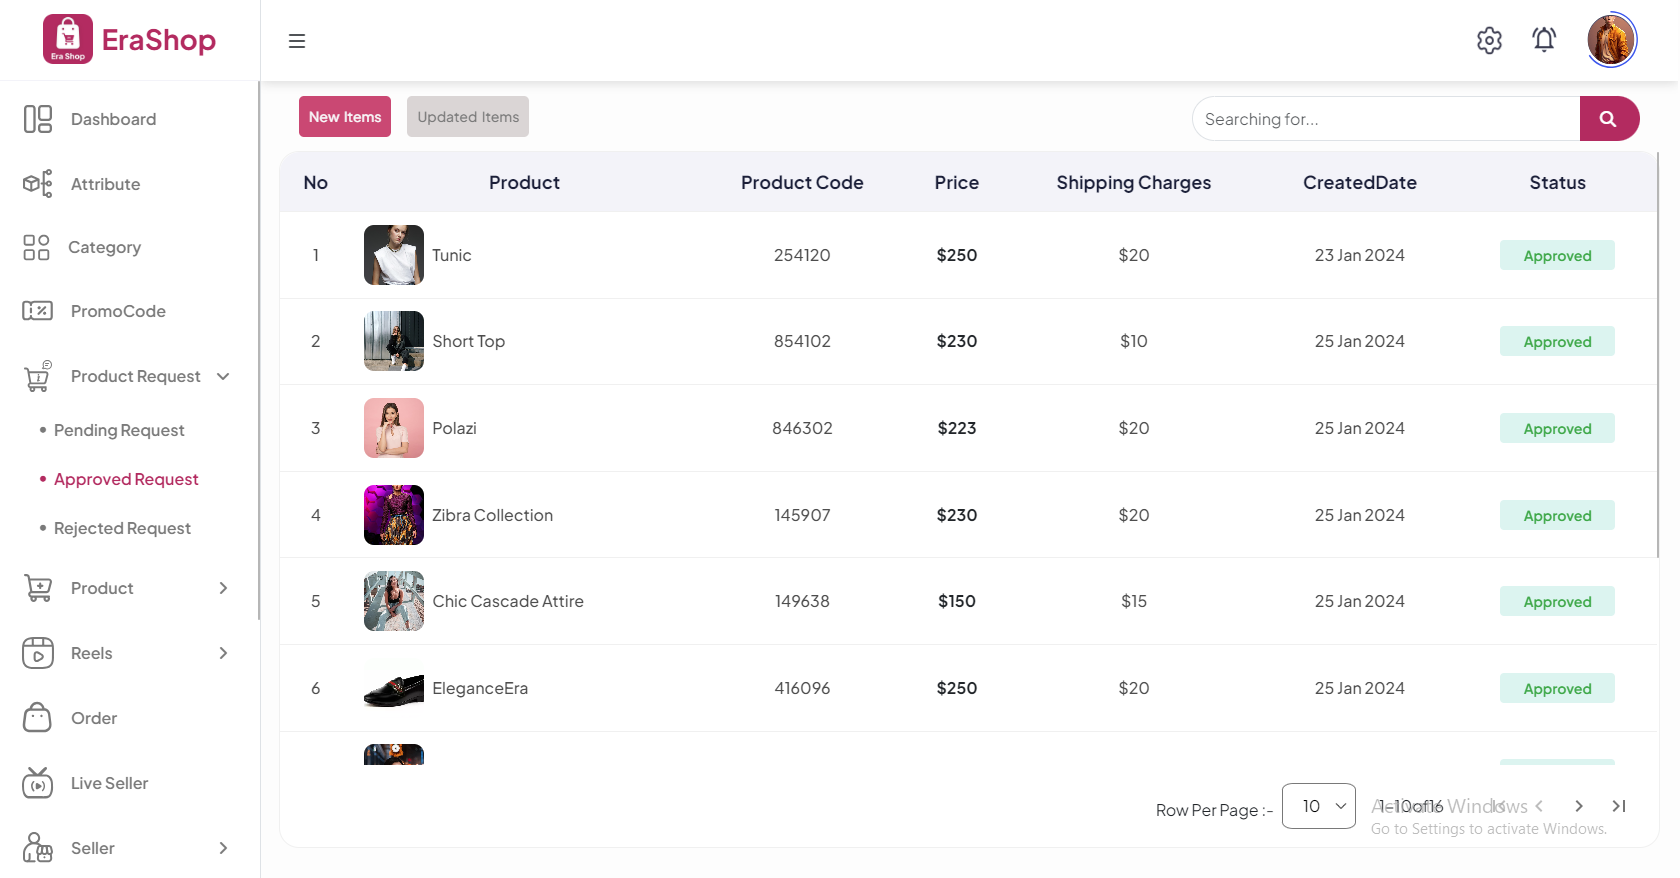 Era Shop
EraShop
Dashboard
Attribute
Category
PromoCode
Product Request
Pending Request
Approved Request
Rejected Request
Product
Reels
Order
Live Seller
Seller
New Items
Updated Items
Searching for...
No Product Product Code Price Shipping Charges CreatedDate Status
1 Tunic 254120 $250 $20 23 Jan 2024 Approved
2 Short Top 854102 $230 $10 25 Jan 2024 Approved
3 Polazi 846302 $223 $20 25 Jan 2024 Approved
4 Zibra Collection 145907 $230 $20 25 Jan 2024 Approved
5 Chic Cascade Attire 149638 $150 $15 25 Jan 2024 Approved
6 EleganceEra 416096 $250 $20 25 Jan 2024 Approved
Row Per Page :- 10 1–10of16
Activate Windows
Go to Settings to activate Windows.